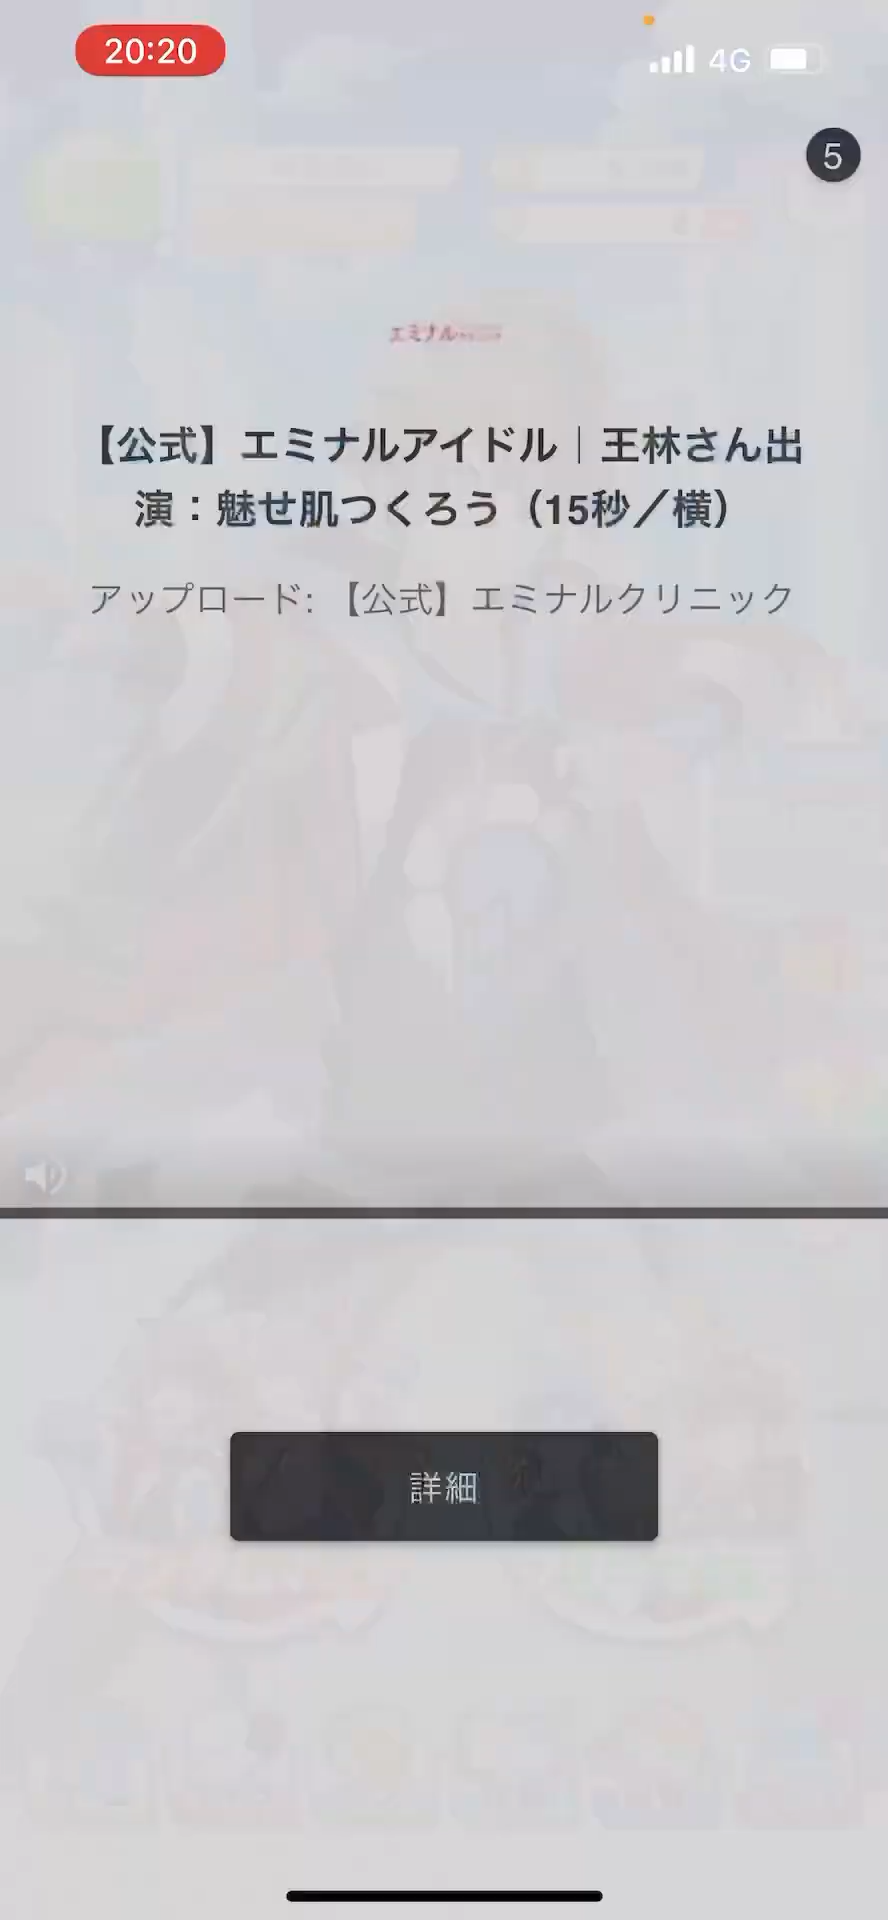 20:20
4G
5
エミナル
【公式】エミナルアイドル｜王林さん出
演：魅せ肌つくろう（15秒／横）
アップロード: 【公式】エミナルクリニック
詳細